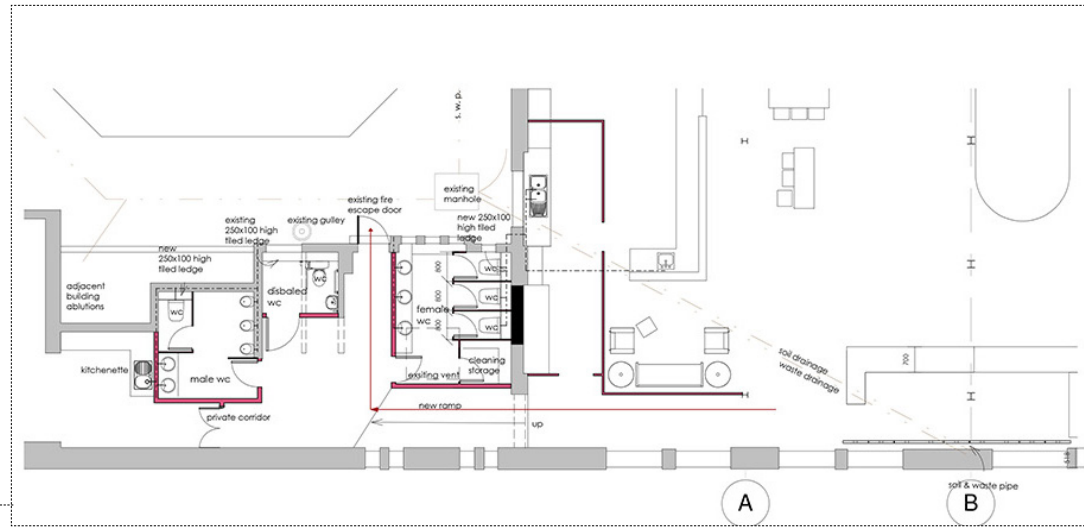 s. w. p.
existing
manhole
existing fire
escape door
existing
250x100 high
tiled ledge
existing gulley
new 250x100
high tiled
ledge
new
250x100 high
tiled ledge
adjacent
building
ablutions
wc
disbaled
wc
wc
female
wc
800
800
800
wc
wc
wc
cleaning
storage
exsiting vent
kitchenette
male wc
private corridor
new ramp
up
soil drainage
waste drainage
700
518
soil & waste pipe
A
B